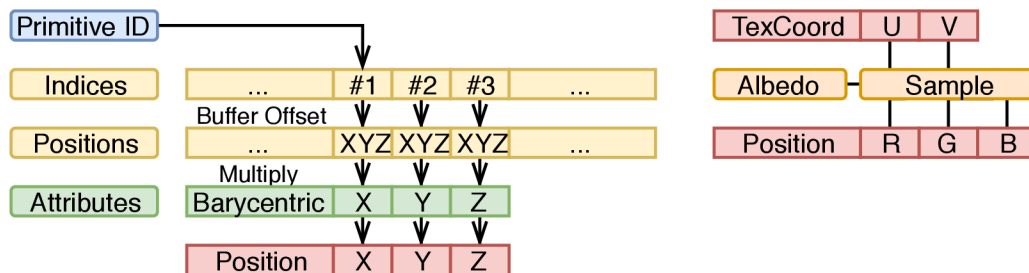 Primitive ID
TexCoord U V
Indices ... #1 #2 #3 ...
Albedo Sample
Buffer Offset
Positions ... XYZ XYZ XYZ ...
Position R G B
Multiply
Attributes Barycentric X Y Z
Position X Y Z